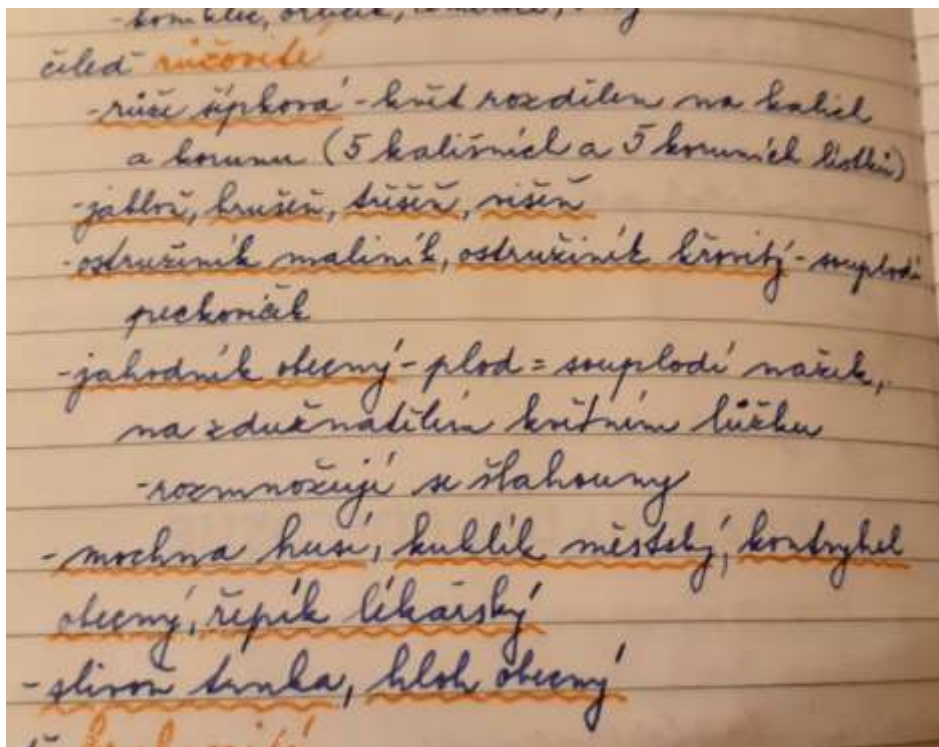 čeleď růžovité
-růže šípková - květ rozdělen na kalich
a korunu (5 kališních a 5 koruních lístků)
-jabloň, hrušeň, třešeň, višeň
-ostružiník maliník, ostružiník křovitý - souplodí
peckoviček
-jahodník obecný - plod = souplodí nažek,
na zdužnatělém květním lůžku
-rozmnožují se šlahouny
- mochna husí, kuklík městský, kontryhel
obecný, řepík lékařský
- slivoň trnka, hloh obecný